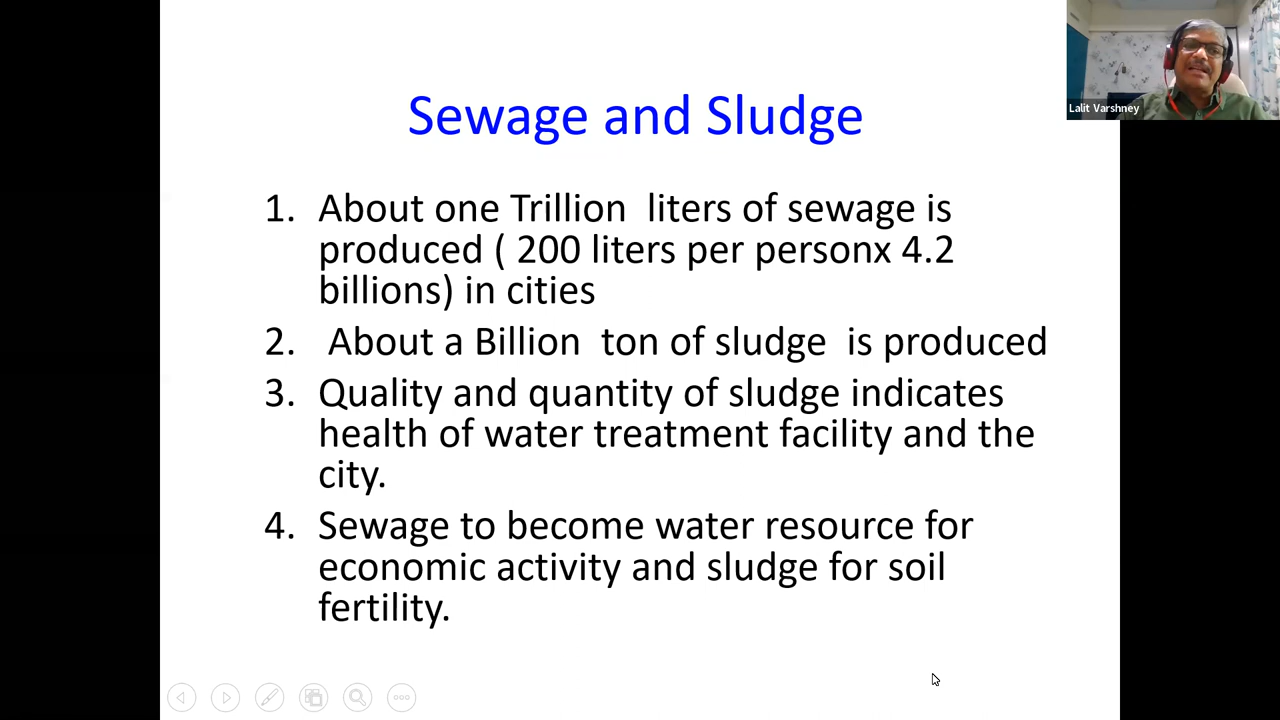 Lalit Varshney
Sewage and Sludge
1. About one Trillion liters of sewage is
produced ( 200 liters per personx 4.2
billions) in cities
2. About a Billion ton of sludge is produced
3. Quality and quantity of sludge indicates
health of water treatment facility and the
city.
4. Sewage to become water resource for
economic activity and sludge for soil
fertility.